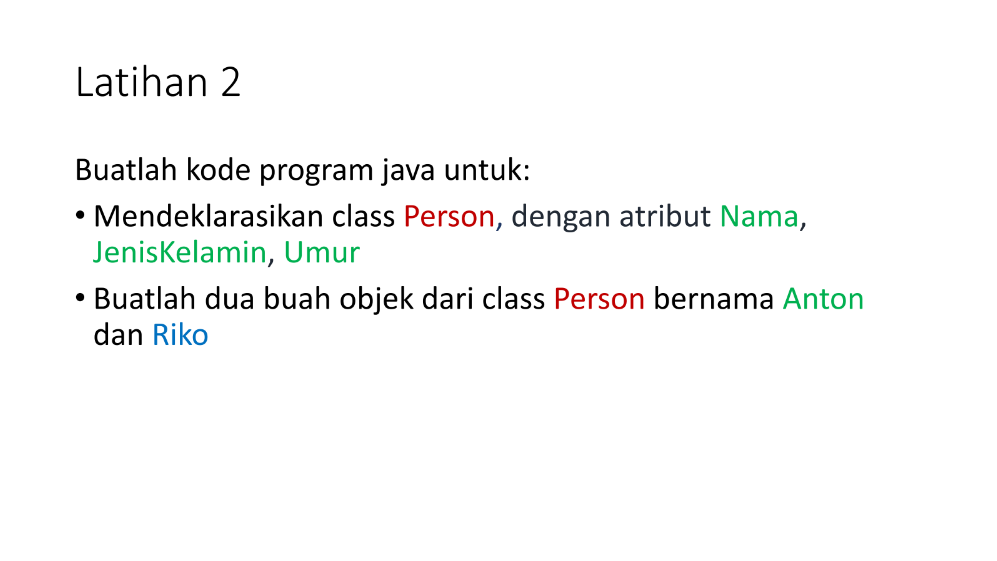 Latihan 2
Buatlah kode program java untuk:
• Mendeklarasikan class Person, dengan atribut Nama,
JenisKelamin, Umur
• Buatlah dua buah objek dari class Person bernama Anton
dan Riko